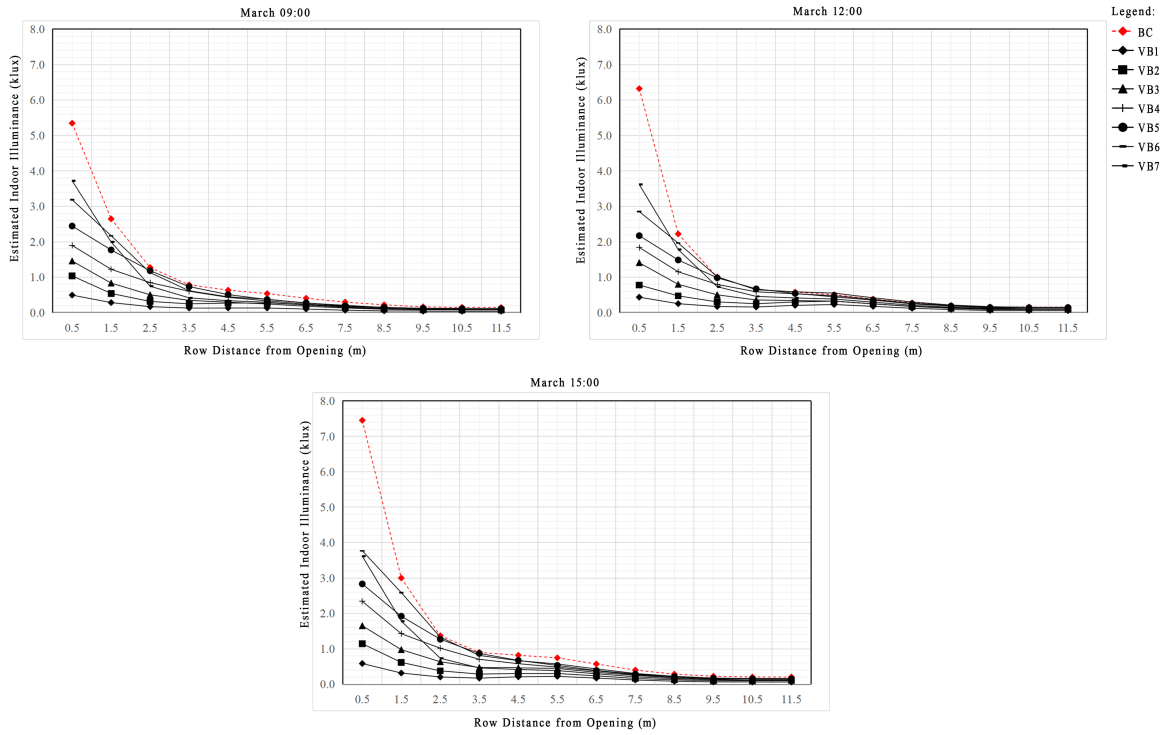 March 09:00
Estimated Indoor Illuminance (klux)
8.0
7.0
6.0
5.0
4.0
3.0
2.0
1.0
0.0
0.5 1.5 2.5 3.5 4.5 5.5 6.5 7.5 8.5 9.5 10.5 11.5
Row Distance from Opening (m)
March 12:00
Estimated Indoor Illuminance (klux)
8.0
7.0
6.0
5.0
4.0
3.0
2.0
1.0
0.0
0.5 1.5 2.5 3.5 4.5 5.5 6.5 7.5 8.5 9.5 10.5 11.5
Row Distance from Opening (m)
Legend:
BC
VB1
VB2
VB3
VB4
VB5
VB6
VB7
March 15:00
Estimated Indoor Illuminance (klux)
8.0
7.0
6.0
5.0
4.0
3.0
2.0
1.0
0.0
0.5 1.5 2.5 3.5 4.5 5.5 6.5 7.5 8.5 9.5 10.5 11.5
Row Distance from Opening (m)